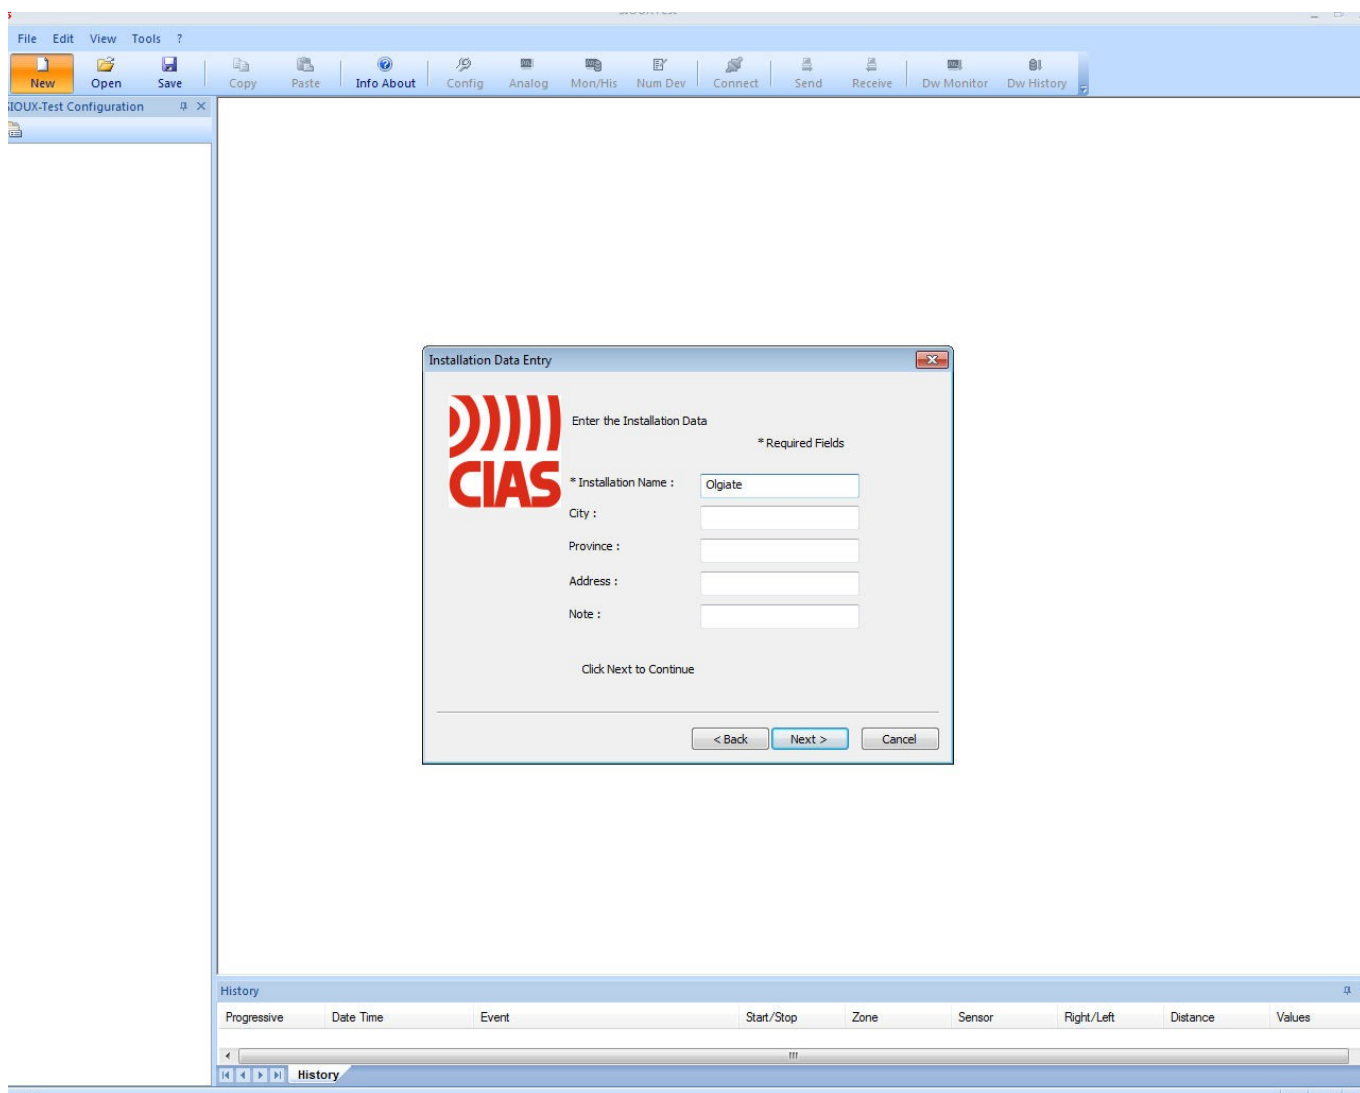 File Edit View Tools ?
New Open Save Copy Paste Info About Config Analog Mon/His Num Dev Connect Send Receive Dw Monitor Dw History
SIOUX-Test Configuration
Installation Data Entry
CIAS
Enter the Installation Data
* Required Fields
* Installation Name : Olgiate
City :
Province :
Address :
Note :
Click Next to Continue
< Back Next > Cancel
History
Progressive Date Time Event Start/Stop Zone Sensor Right/Left Distance Values
History